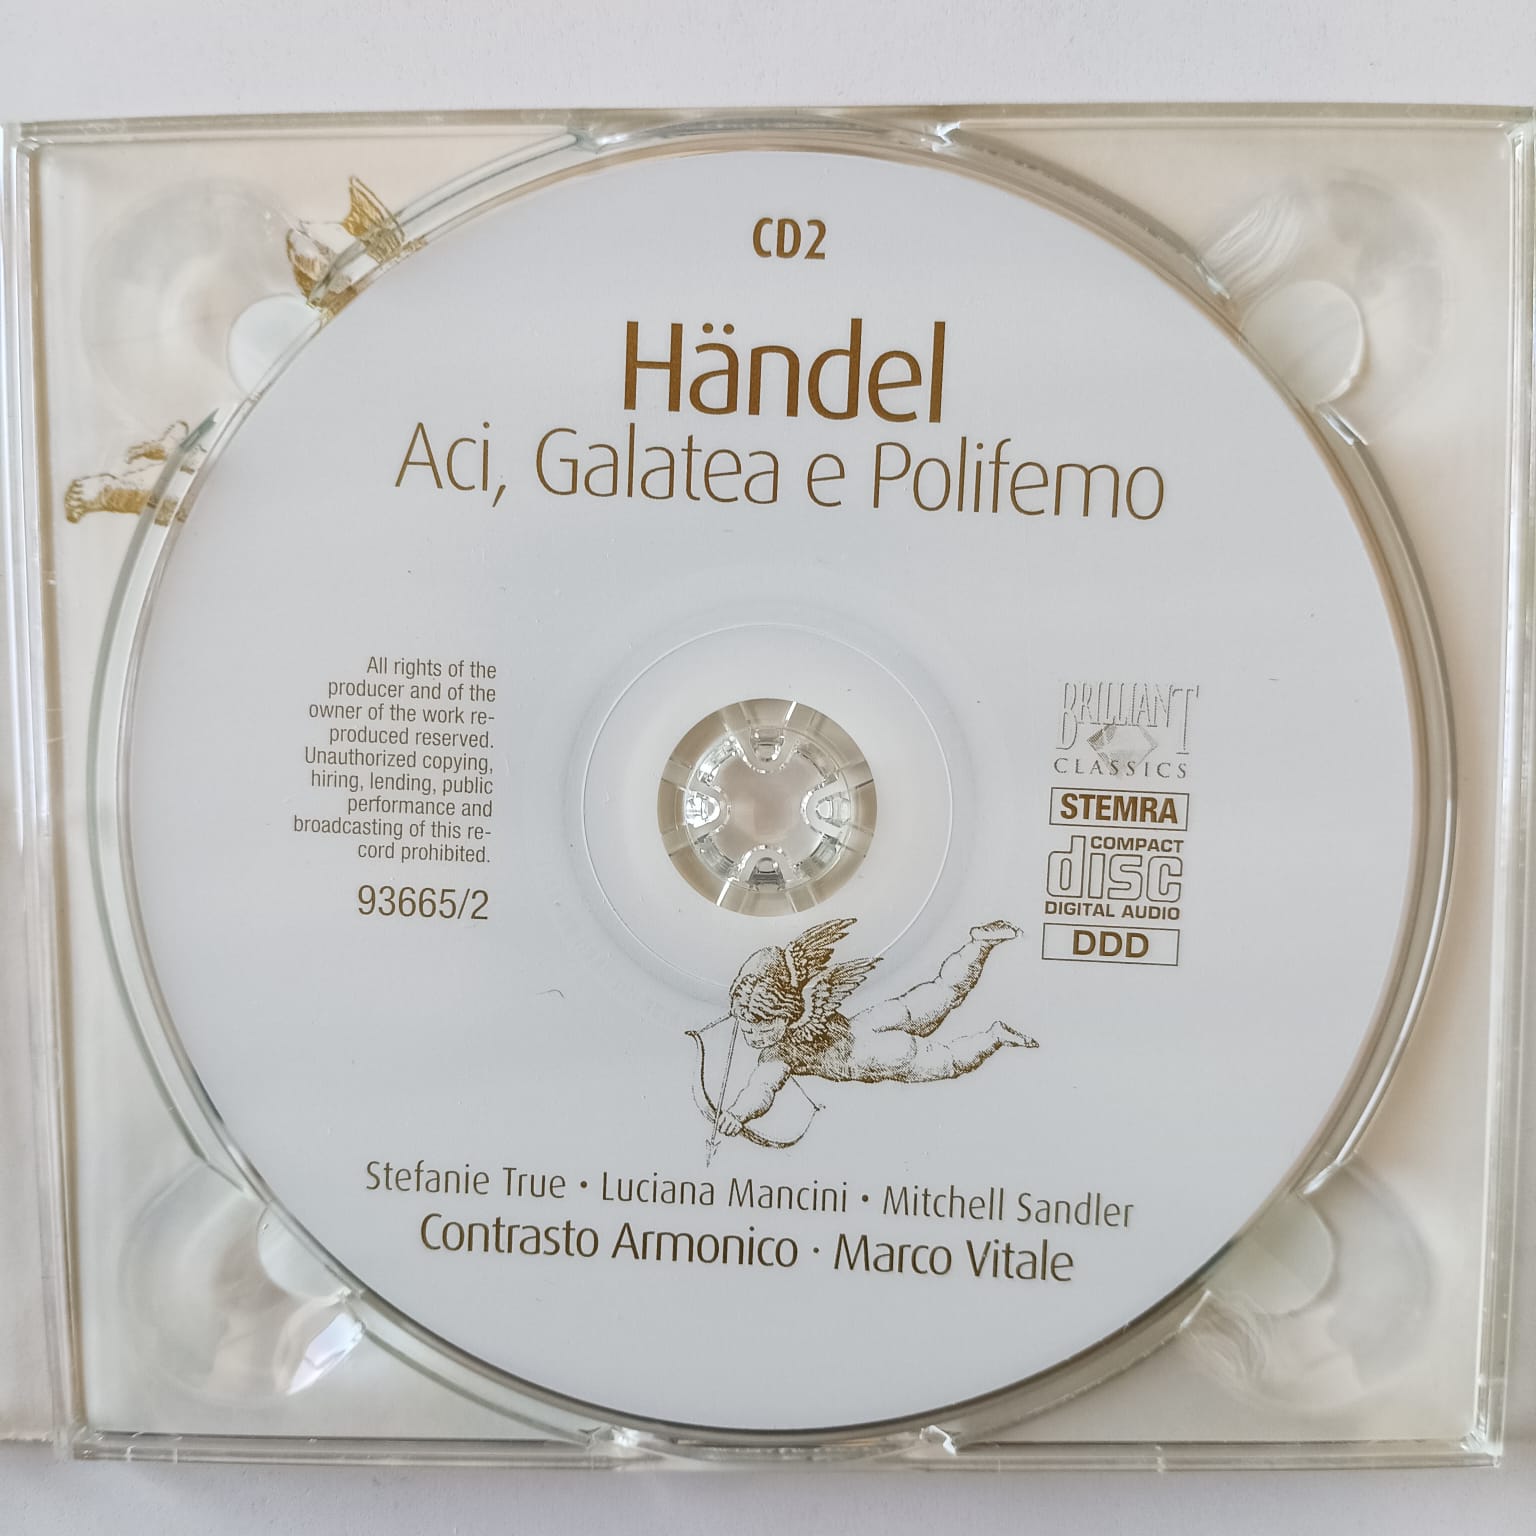 CD2
Händel
Aci, Galatea e Polifemo
All rights of the
producer and of the
owner of the work re-
produced reserved.
Unauthorized copying,
hiring, lending, public
performance and
broadcasting of this re-
cord prohibited.
93665/2
BRILLIANT
CLASSICS
STEMRA
COMPACT
disc
DIGITAL AUDIO
DDD
Stefanie True • Luciana Mancini • Mitchell Sandler
Contrasto Armonico · Marco Vitale